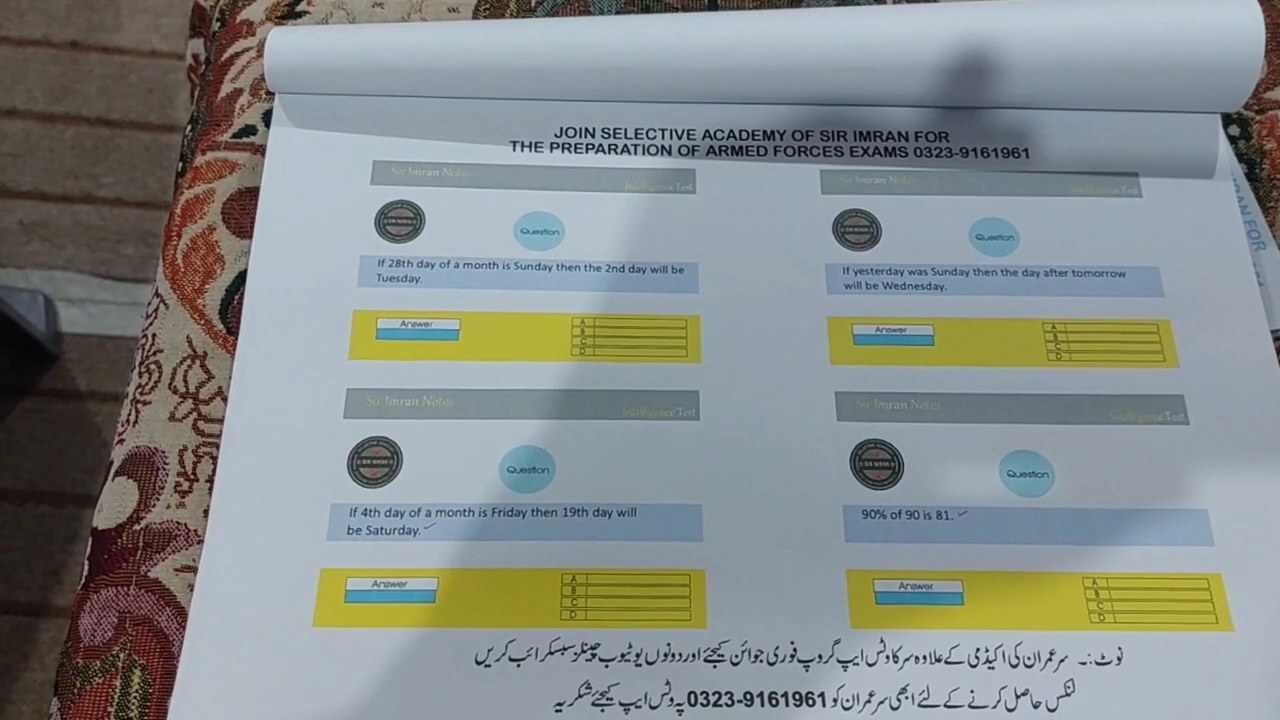 JOIN SELECTIVE ACADEMY OF SIR IMRAN FOR
THE PREPARATION OF ARMED FORCES EXAMS 0323-9161961
Sir Imran Notes
Intelligence Test
Question
If 28th day of a month is Sunday then the 2nd day will be
Tuesday.
Answer
A
B
C
D
Sir Imran Notes
Intelligence Test
Question
If yesterday was Sunday then the day after tomorrow
will be Wednesday.
Answer
A
B
C
D
Sir Imran Notes
Intelligence Test
SIR IMRAN
Question
If 4th day of a month is Friday then 19th day will
be Saturday.
Answer
A
B
C
D
Sir Imran Notes
Intelligence Test
SIR IMRAN
Question
90% of 90 is 81.
Answer
A
B
C
D
نوٹ:۔ سر عمران کی اکیڈمی کے علاوہ سر کا وٹس ایپ گروپ فوری جوائن کیجئے اور دونوں یوٹیوب چینلز سبسکرائب کریں
لنکس حاصل کرنے کے لئے ابھی سر عمران کو 0323-9161961 پہ وٹس ایپ کیجئے شکریہ
RAN FOR